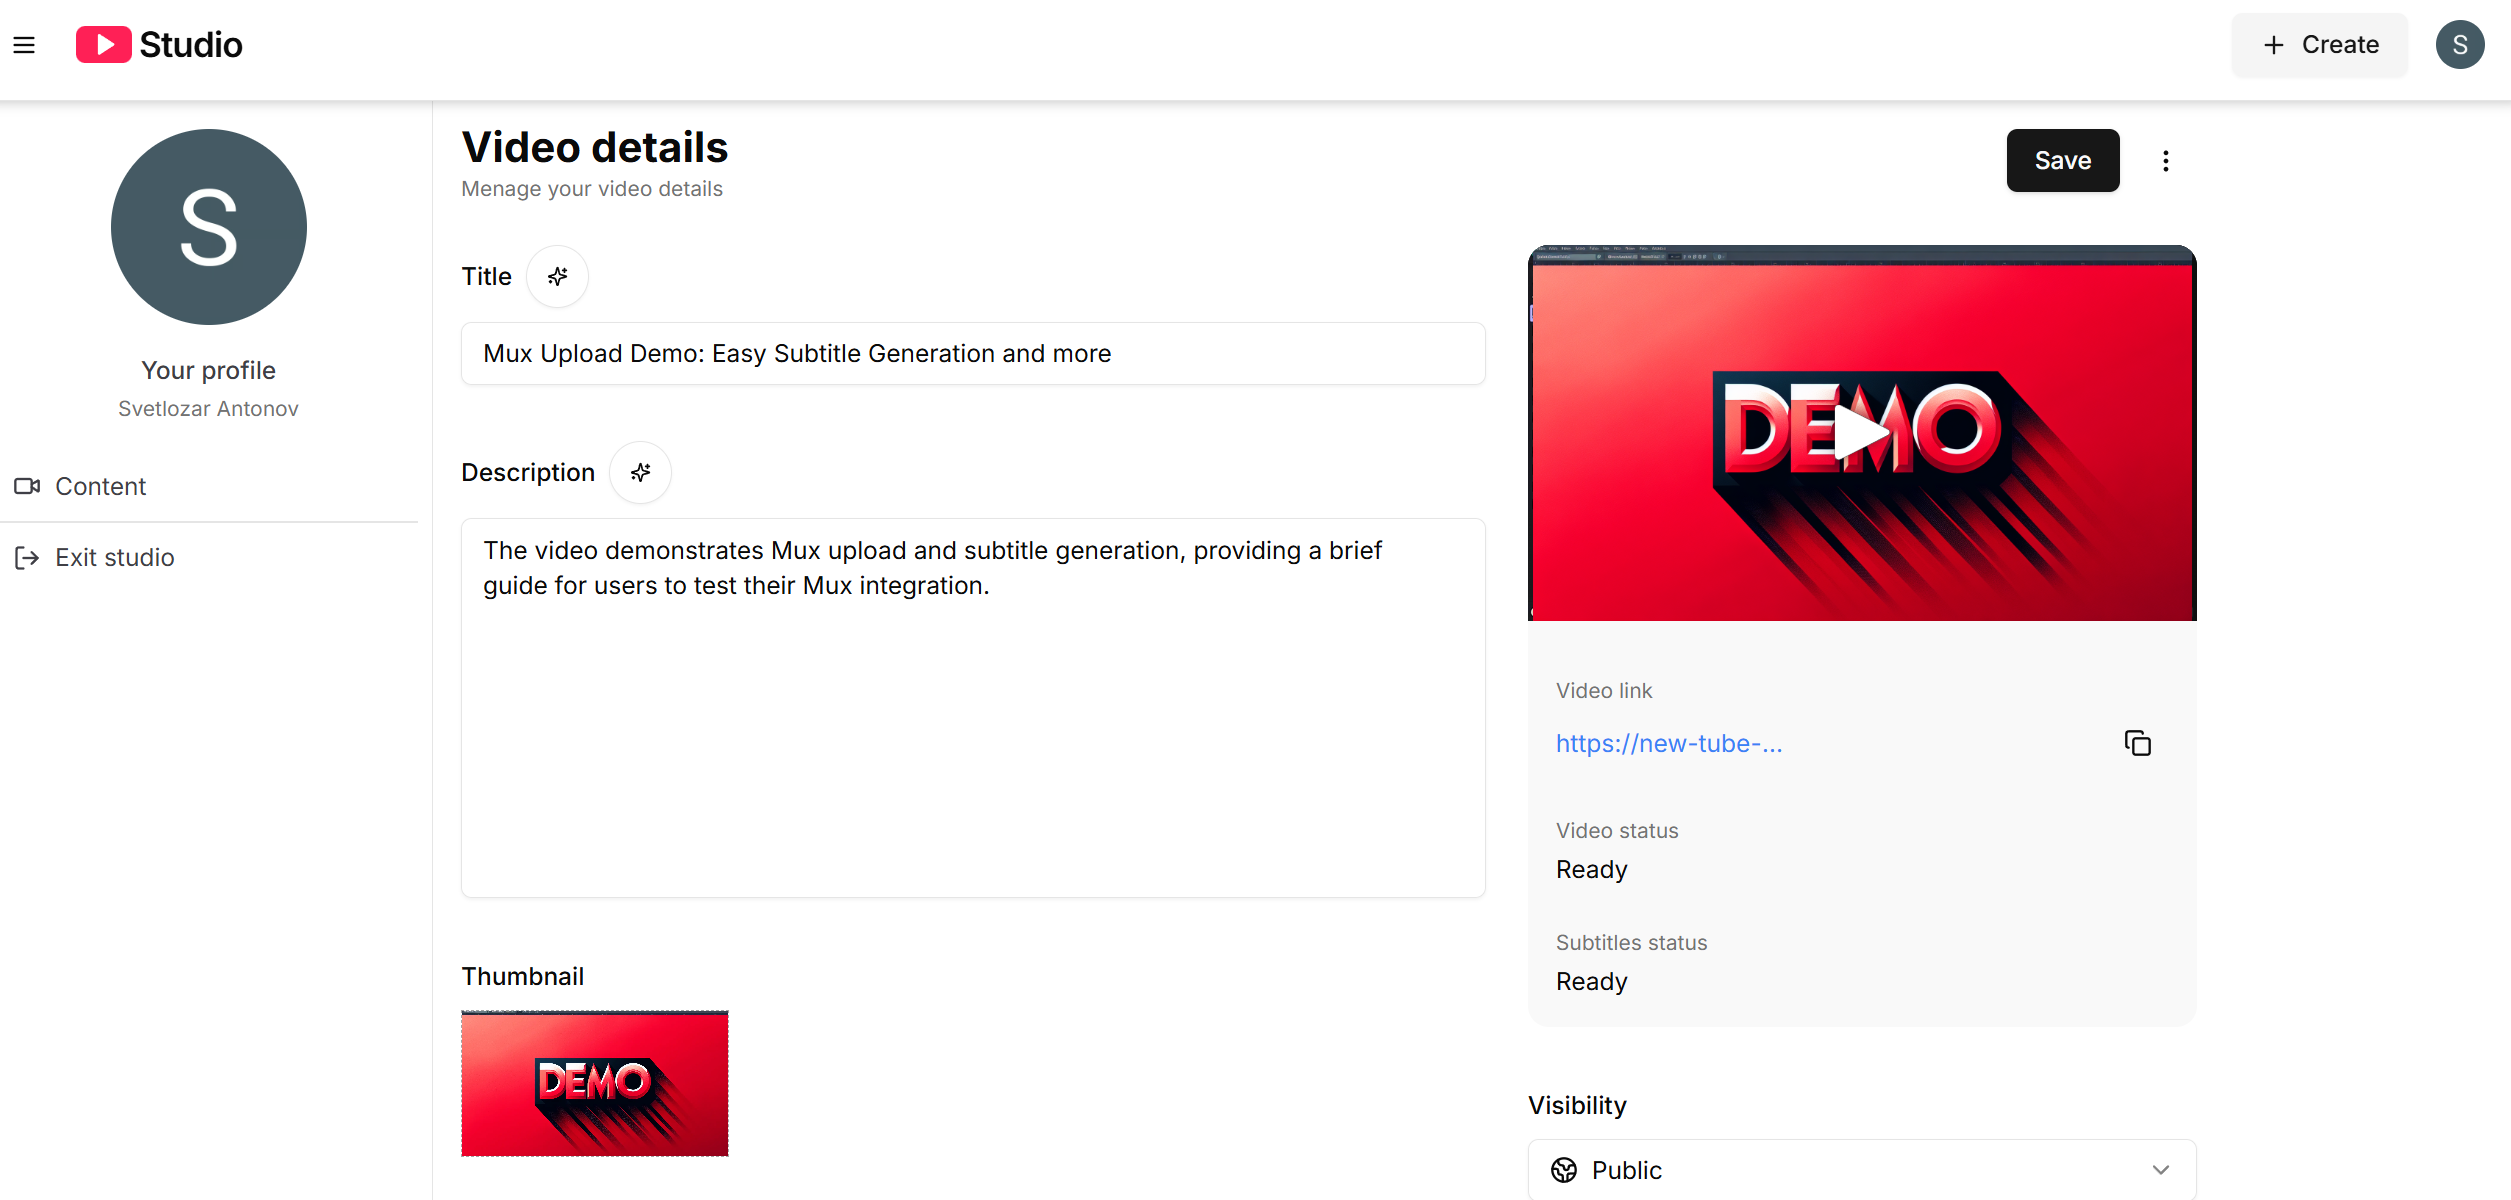 Studio
Create
S
S
Your profile
Svetlozar Antonov
Content
Exit studio
Video details
Menage your video details
Save
Title
Mux Upload Demo: Easy Subtitle Generation and more
Description
The video demonstrates Mux upload and subtitle generation, providing a brief
guide for users to test their Mux integration.
Thumbnail
DEMO
DEMO
Video link
https://new-tube-...
Video status
Ready
Subtitles status
Ready
Visibility
Public